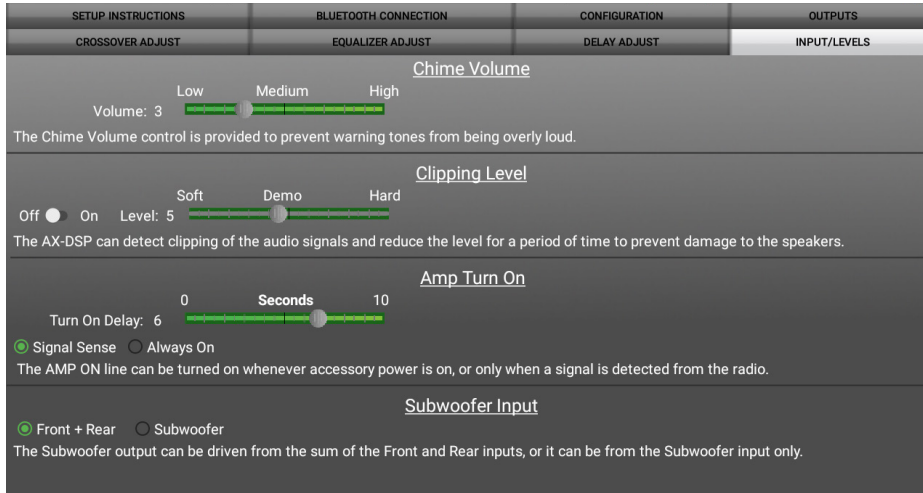 SETUP INSTRUCTIONS BLUETOOTH CONNECTION CONFIGURATION OUTPUTS
CROSSOVER ADJUST EQUALIZER ADJUST DELAY ADJUST INPUT/LEVELS
Chime Volume
Low Medium High
Volume: 3
The Chime Volume control is provided to prevent warning tones from being overly loud.
Clipping Level
Soft Demo Hard
Off On Level: 5
The AX-DSP can detect clipping of the audio signals and reduce the level for a period of time to prevent damage to the speakers.
Amp Turn On
0 Seconds 10
Turn On Delay: 6
Signal Sense Always On
The AMP ON line can be turned on whenever accessory power is on, or only when a signal is detected from the radio.
Subwoofer Input
Front + Rear Subwoofer
The Subwoofer output can be driven from the sum of the Front and Rear inputs, or it can be from the Subwoofer input only.